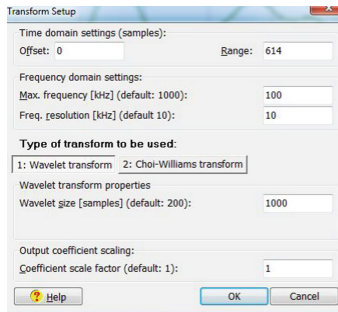 Transform Setup
Time domain settings (samples):
Offset: 0 Range: 614
Frequency domain settings:
Max. frequency [kHz] (default: 1000): 100
Freq. resolution [kHz] (default 10): 10
Type of transform to be used:
1: Wavelet transform 2: Choi-Williams transform
Wavelet transform properties
Wavelet size [samples] (default: 200): 1000
Output coefficient scaling:
Coefficient scale factor (default: 1): 1
Help OK Cancel